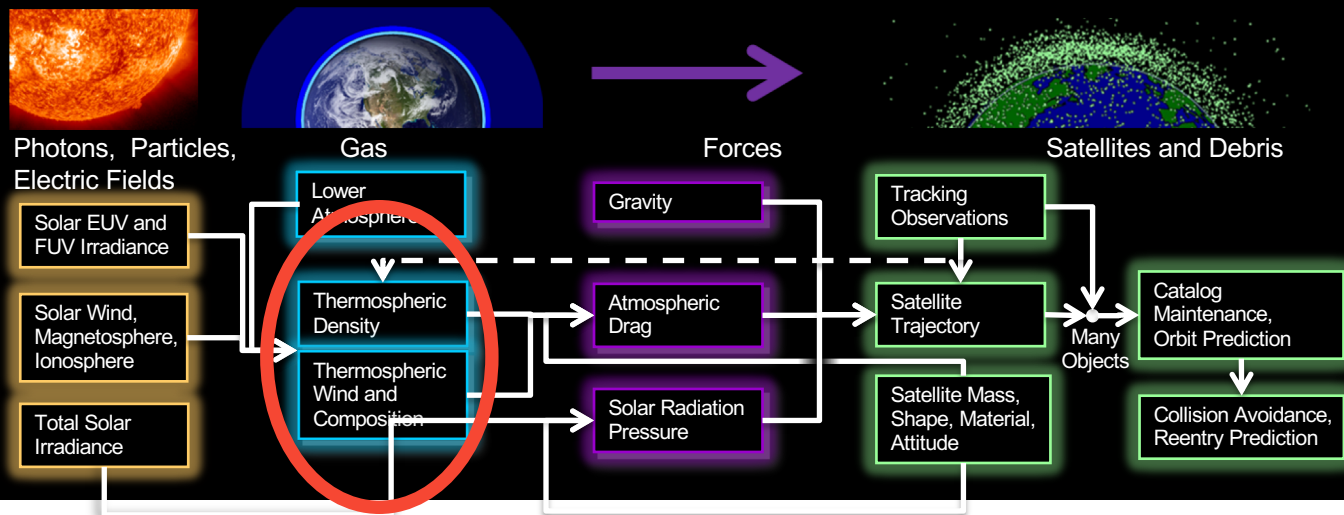 Photons, Particles,
Electric Fields
Gas
Forces
Satellites and Debris
Solar EUV and
FUV Irradiance
Solar Wind,
Magnetosphere,
Ionosphere
Total Solar
Irradiance
Lower
Atmosphere
Thermospheric
Density
Thermospheric
Wind and
Composition
Gravity
Atmospheric
Drag
Solar Radiation
Pressure
Tracking
Observations
Satellite
Trajectory
Satellite Mass,
Shape, Material,
Attitude
Many
Objects
Catalog
Maintenance,
Orbit Prediction
Collision Avoidance,
Reentry Prediction